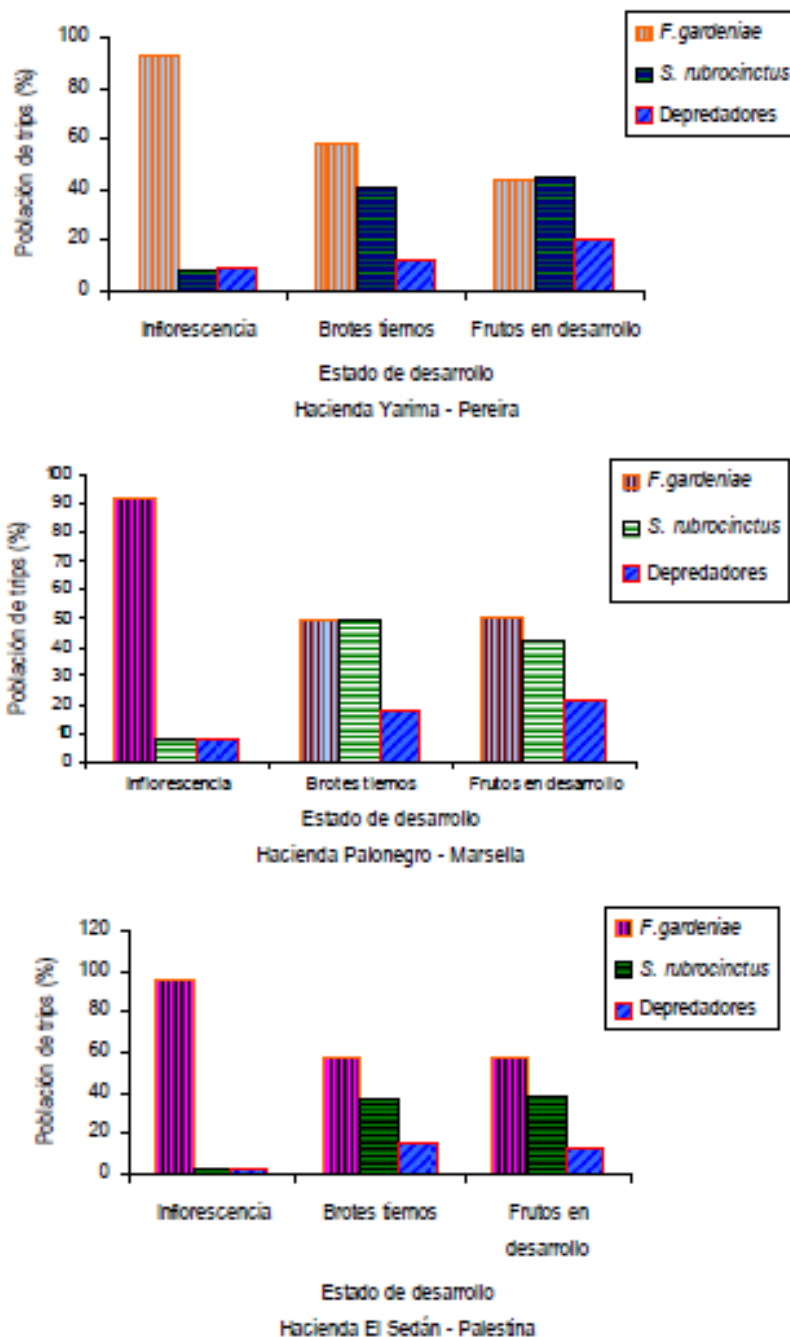 100
80
60
40
20
0
Población de trips (%)
F.gardeniae
S. rubrocinctus
Depredadores
Inflorescencia Brotes tiernos Frutos en desarrollo
Estado de desarrollo
Hacienda Yarima - Pereira
100
90
80
70
60
50
40
30
20
10
0
Población de trips (%)
F.gardeniae
S. rubrocinctus
Depredadores
Inflorescencia Brotes tiernos Frutos en desarrollo
Estado de desarrollo
Hacienda Palonegro - Marsella
120
100
80
60
40
20
0
Población de trips (%)
F.gardeniae
S. rubrocinctus
Depredadores
Inflorescencia Brotes tiernos Frutos en
desarrollo
Estado de desarrollo
Hacienda El Sedán - Palestina